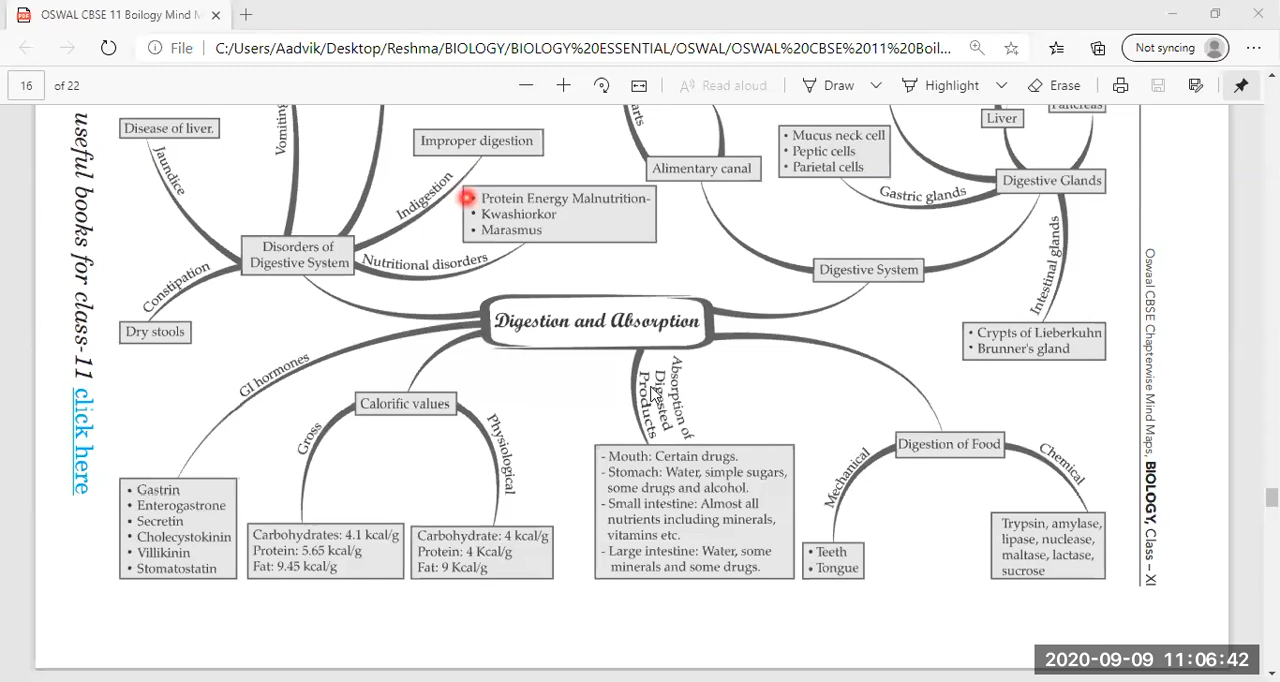 OSWAL CBSE 11 Boilogy Mind M
File
C:/Users/Aadvik/Desktop/Reshma/BIOLOGY/BIOLOGY%20ESSENTIAL/OSWAL/OSWAL%20CBSE%2011%20Boil...
Not syncing
16 of 22
Read aloud
Draw
Highlight
Erase
useful books for class-11 click here
Disease of liver.
Jaundice
Vomiting
Improper digestion
Indigestion
• Protein Energy Malnutrition-
• Kwashiorkor
• Marasmus
Nutritional disorders
Disorders of
Digestive System
Constipation
Dry stools
Alimentary canal
• Mucus neck cell
• Peptic cells
• Parietal cells
Gastric glands
Liver
Pancreas
Digestive Glands
Intestinal glands
Digestive System
• Crypts of Lieberkuhn
• Brunner's gland
Digestion and Absorption
GI hormones
• Gastrin
• Enterogastrone
• Secretin
• Cholecystokinin
• Villikinin
• Stomatostatin
Calorific values
Gross
Carbohydrates: 4.1 kcal/g
Protein: 5.65 kcal/g
Fat: 9.45 kcal/g
Physiological
Carbohydrate: 4 kcal/g
Protein: 4 Kcal/g
Fat: 9 Kcal/g
Absorption of
Digested
Products
- Mouth: Certain drugs.
- Stomach: Water, simple sugars,
some drugs and alcohol.
- Small intestine: Almost all
nutrients including minerals,
vitamins etc.
- Large intestine: Water, some
minerals and some drugs.
Digestion of Food
Mechanical
• Teeth
• Tongue
Chemical
Trypsin, amylase,
lipase, nuclease,
maltase, lactase,
sucrose
Oswaal CBSE Chapterwise Mind Maps, BIOLOGY, Class – XI
2020-09-09 11:06:42